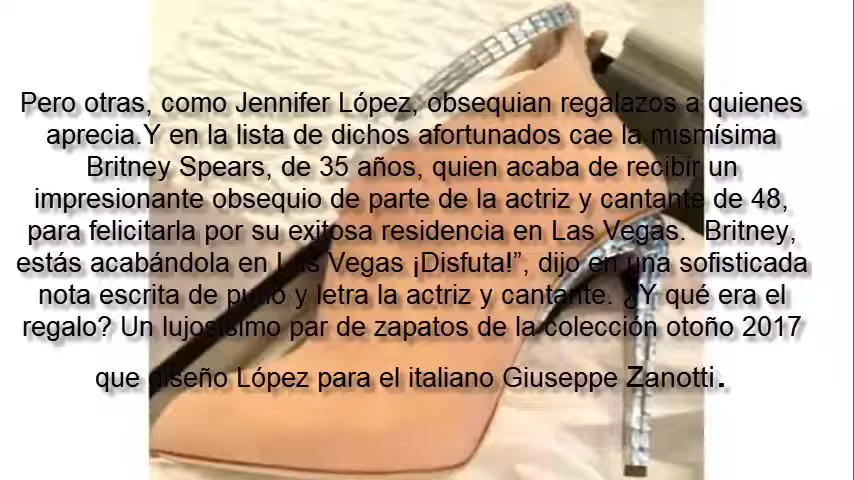 Pero otras, como Jennifer López, obsequian regalazos a quienes
aprecia.Y en la lista de dichos afortunados cae la mismísima
Britney Spears, de 35 años, quien acaba de recibir un
impresionante obsequio de parte de la actriz y cantante de 48,
para felicitarla por su exitosa residencia en Las Vegas. Britney,
estás acabándola en Las Vegas ¡Disfuta!”, dijo en una sofisticada
nota escrita de puño y letra la actriz y cantante. ¿Y qué era el
regalo? Un lujosísimo par de zapatos de la colección otoño 2017
que diseño López para el italiano Giuseppe Zanotti.